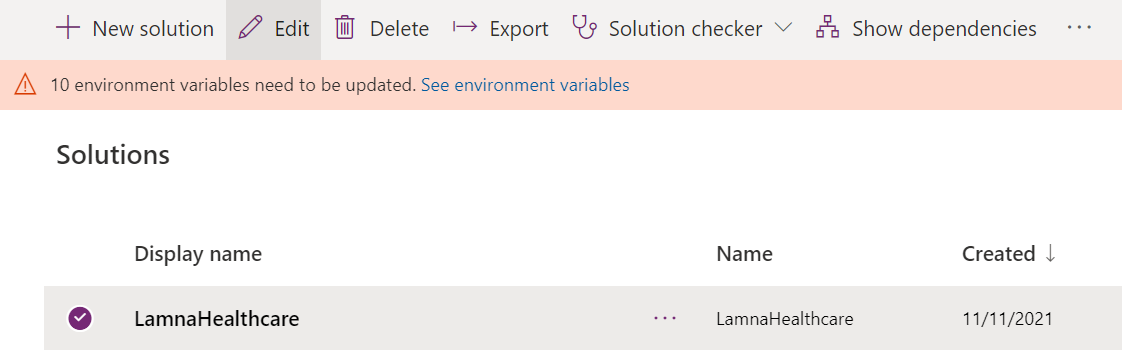 New solution Edit Delete Export Solution checker Show dependencies ...
10 environment variables need to be updated. See environment variables
Solutions
Display name Name Created ↓
LamnaHealthcare ... LamnaHealthcare 11/11/2021